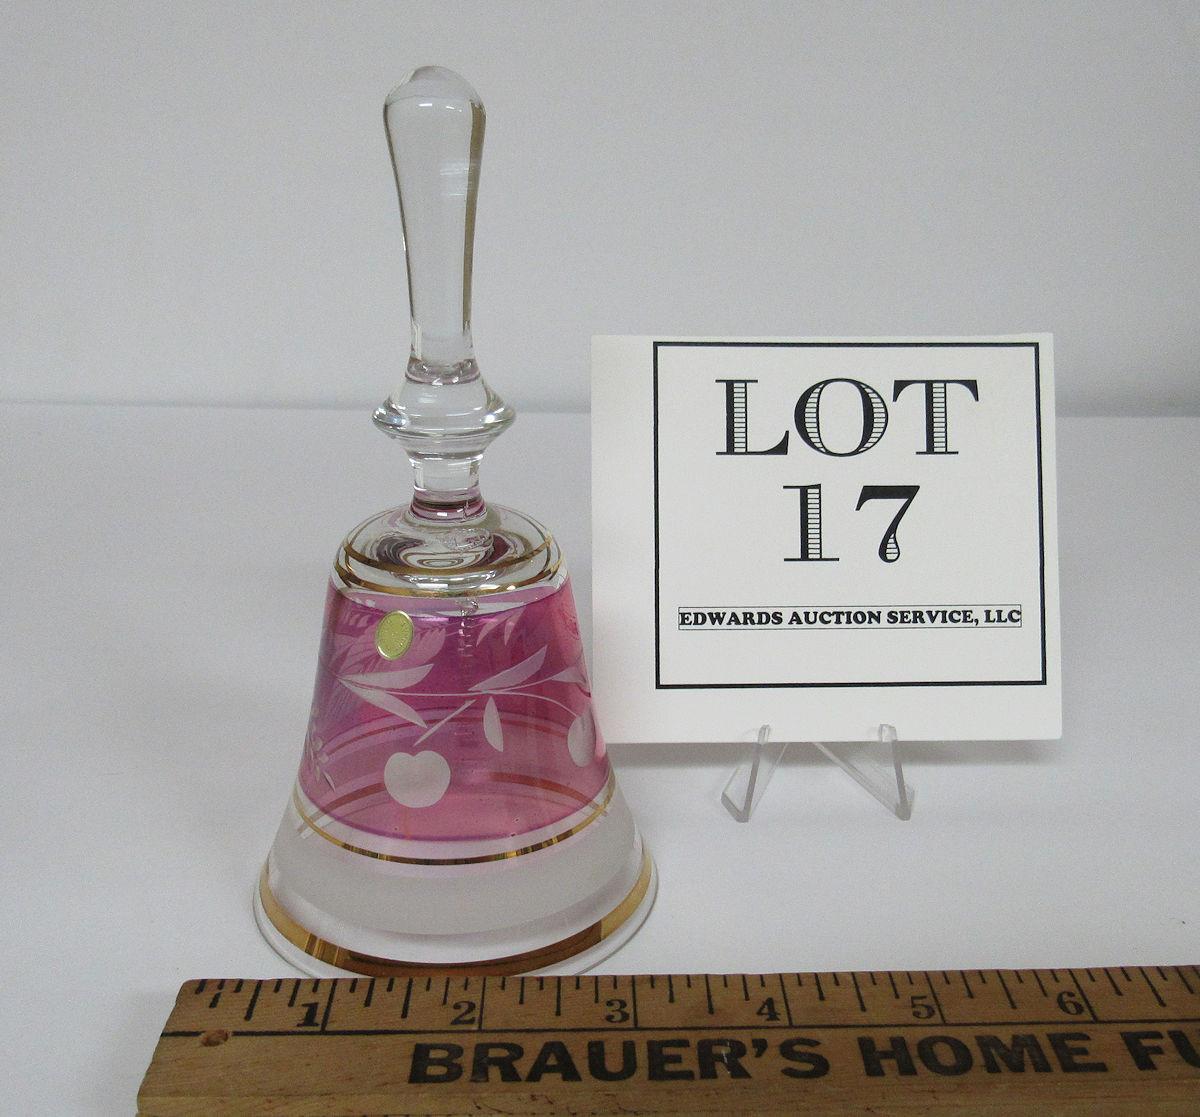 LOT
17
EDWARDS AUCTION SERVICE, LLC
1 2 3 4 5 6
BRAUER'S HOME FU